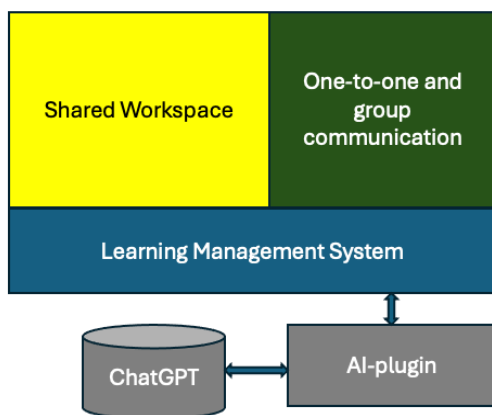 Shared Workspace
One-to-one and
group
communication
Learning Management System
ChatGPT
AI-plugin